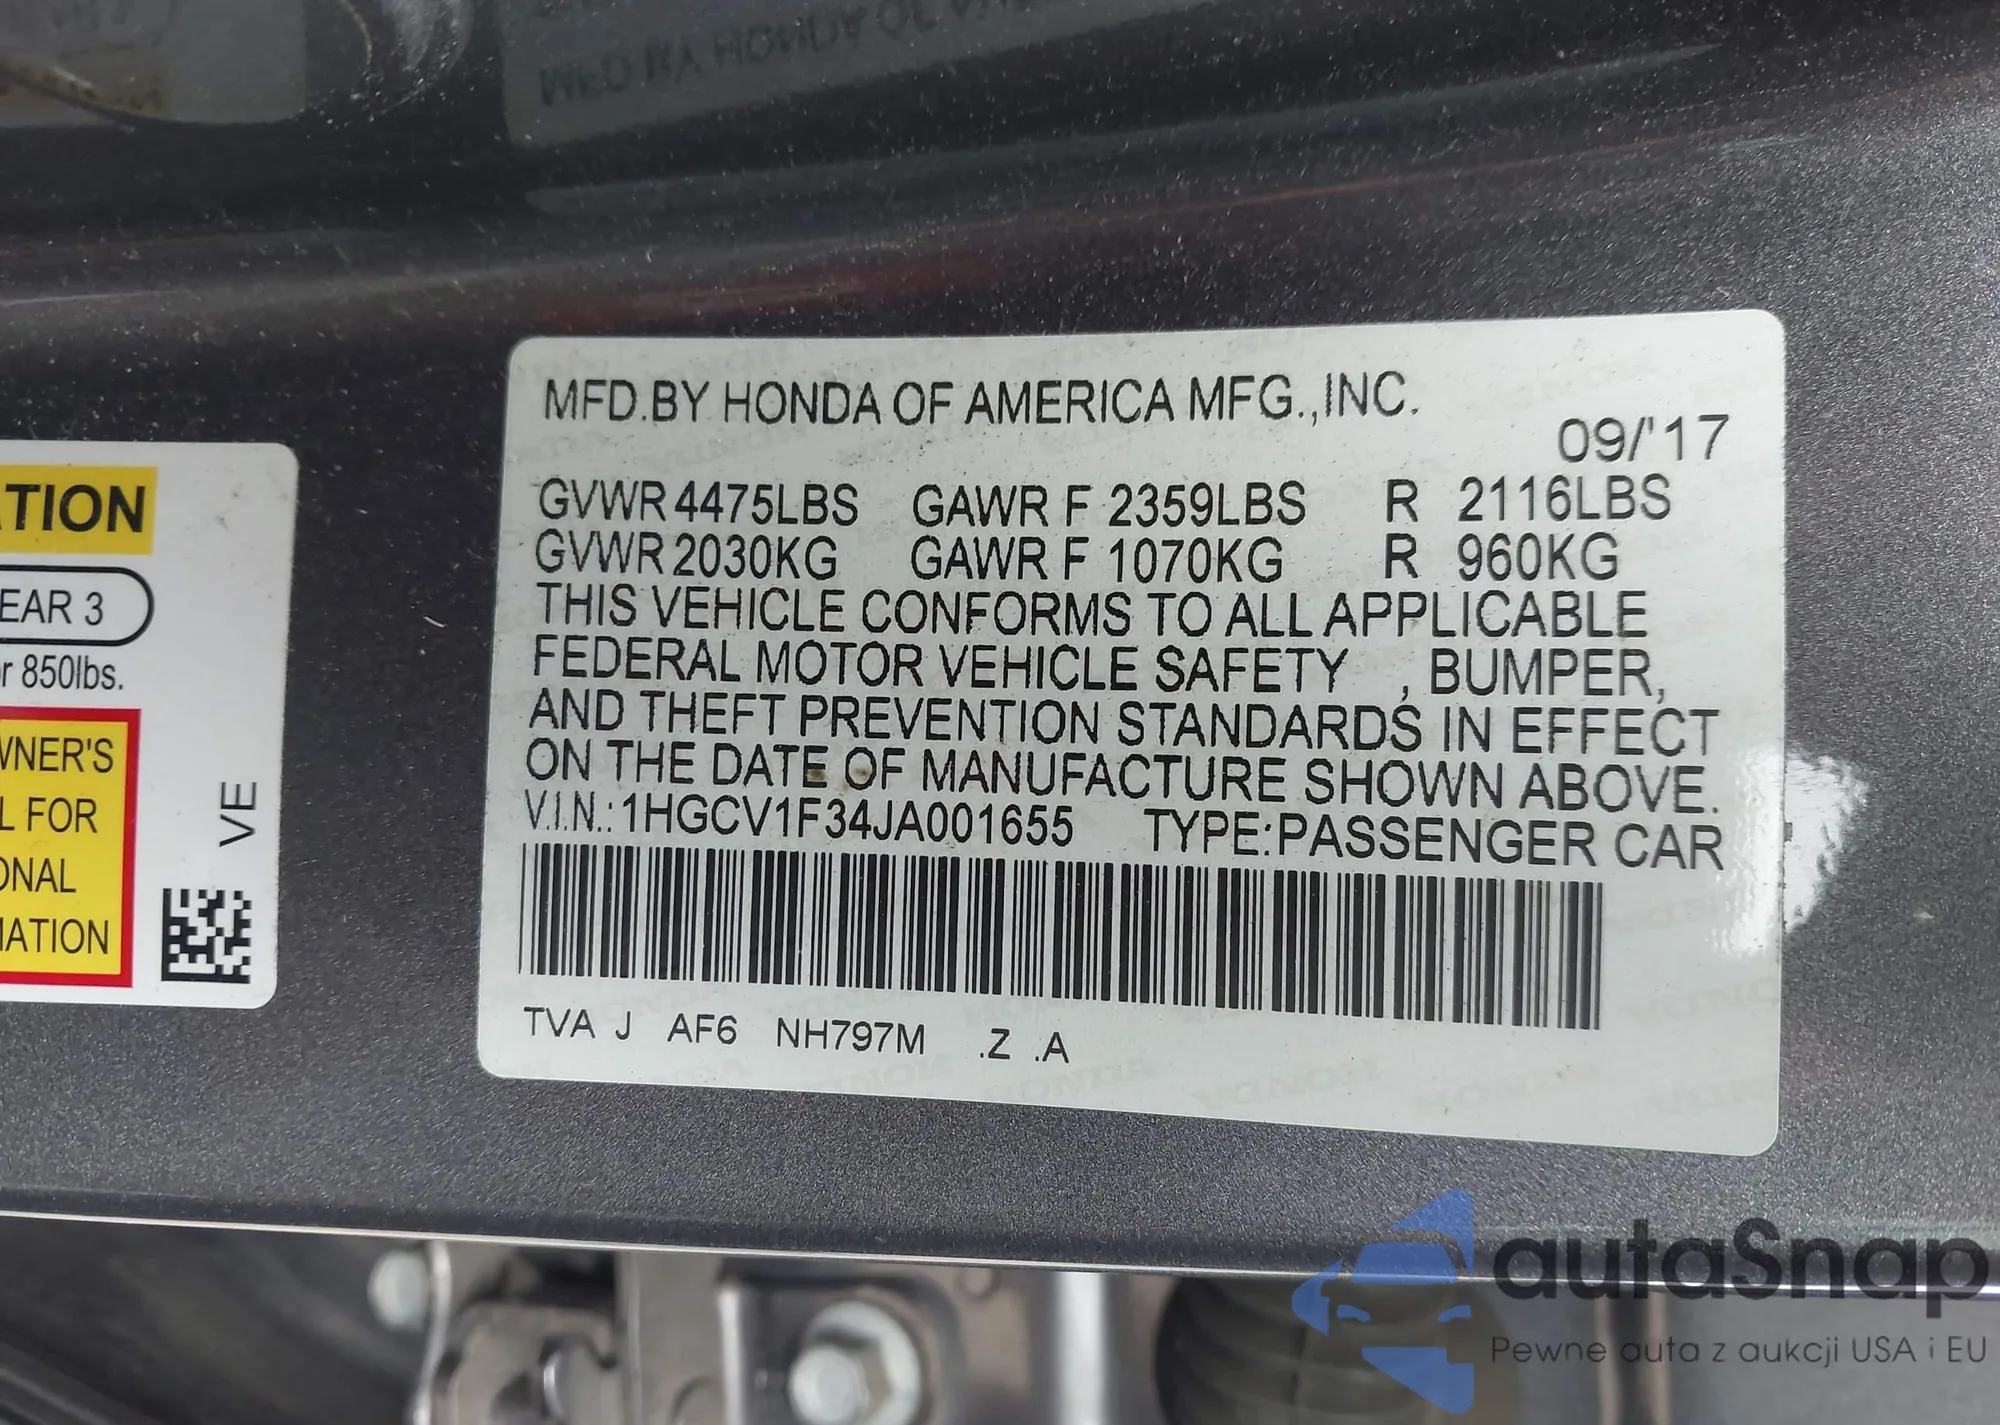 MFD.BY HONDA OF AMERICA MFG.,INC.
09/'17
GVWR 4475LBS GAWR F 2359LBS R 2116LBS
GVWR 2030KG GAWR F 1070KG R 960KG
THIS VEHICLE CONFORMS TO ALL APPLICABLE
FEDERAL MOTOR VEHICLE SAFETY , BUMPER,
AND THEFT PREVENTION STANDARDS IN EFFECT
ON THE DATE OF MANUFACTURE SHOWN ABOVE.
V.I.N.: 1HGCV1F34JA001655 TYPE:PASSENGER CAR
TVA J AF6 NH797M .Z .A
ATION
EAR 3
r 850lbs.
WNER'S
L FOR
ONAL
MATION
VE
autoSnap
Pewne auta z aukcji USA i EU